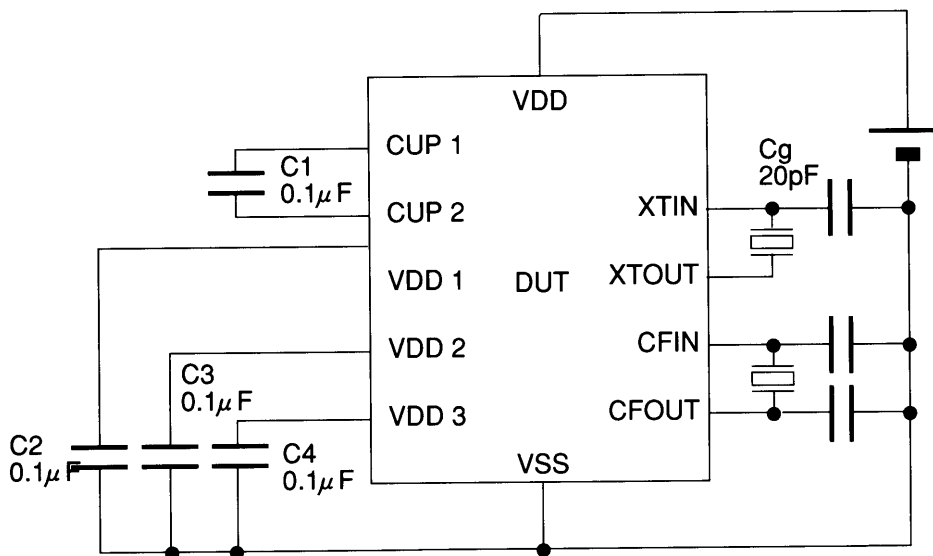 VDD
CUP 1
C1
0.1μF
CUP 2
Cg
20pF
XTIN
VDD 1
DUT
XTOUT
VDD 2
CFIN
C3
0.1μF
VDD 3
CFOUT
C2
0.1μF
C4
0.1μF
VSS